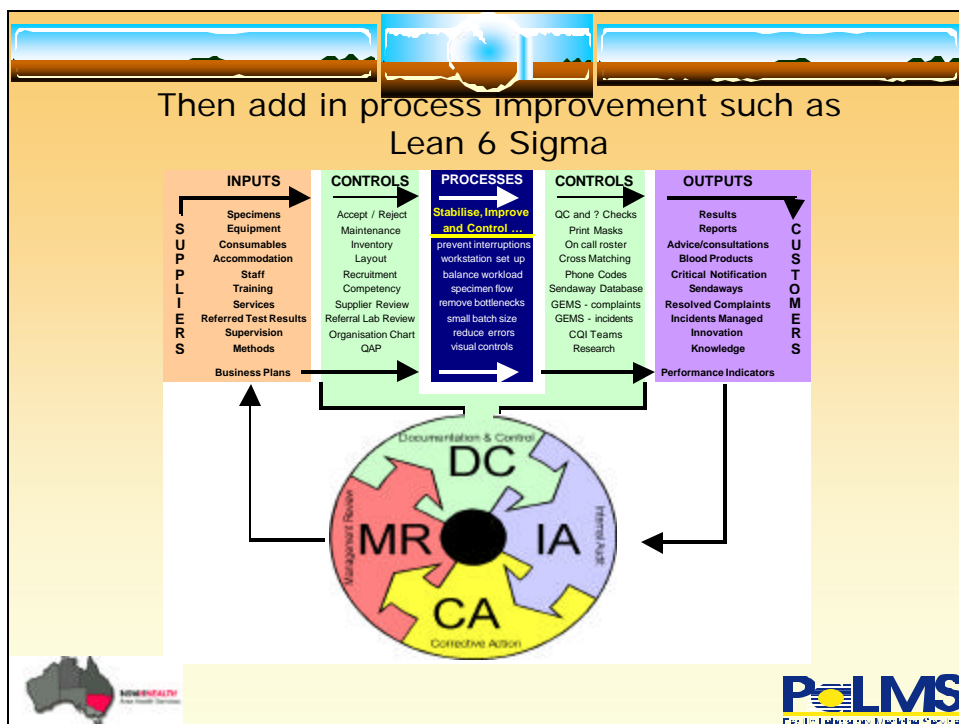 Then add in process improvement such as
Lean 6 Sigma
INPUTS
Specimens
Equipment
Consumables
Accommodation
Staff
Training
Services
Referred Test Results
Supervision
Methods
Business Plans
SUPPLIERS
CONTROLS
Accept / Reject
Maintenance
Inventory
Layout
Recruitment
Competency
Supplier Review
Referral Lab Review
Organisation Chart
QAP
PROCESSES
Stabilise, Improve
and Control ...
prevent interruptions
workstation set up
balance workload
specimen flow
remove bottlenecks
small batch size
reduce errors
visual controls
CONTROLS
QC and ? Checks
Print Masks
On call roster
Cross Matching
Phone Codes
Sendaway Database
GEMS - complaints
GEMS - incidents
CQI Teams
Research
OUTPUTS
Results
Reports
Advice/consultations
Blood Products
Critical Notification
Sendaways
Resolved Complaints
Incidents Managed
Innovation
Knowledge
Performance Indicators
CUSTOMERS
Documentation & Control
DC
Management Review
MR
IA
Internal Audit
CA
Corrective Action
Area Health Services
PLMS